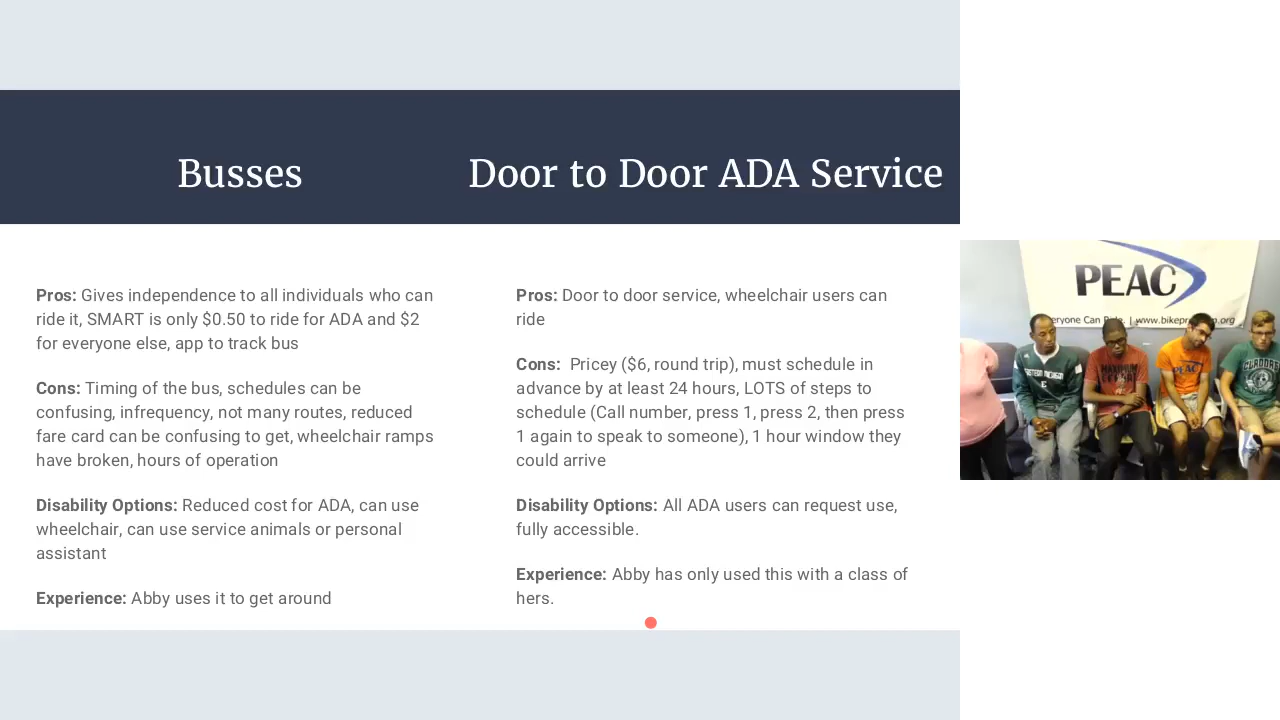 Busses
Door to Door ADA Service
Pros: Gives independence to all individuals who can
ride it, SMART is only $0.50 to ride for ADA and $2
for everyone else, app to track bus
Cons: Timing of the bus, schedules can be
confusing, infrequency, not many routes, reduced
fare card can be confusing to get, wheelchair ramps
have broken, hours of operation
Disability Options: Reduced cost for ADA, can use
wheelchair, can use service animals or personal
assistant
Experience: Abby uses it to get around
Pros: Door to door service, wheelchair users can
ride
Cons: Pricey ($6, round trip), must schedule in
advance by at least 24 hours, LOTS of steps to
schedule (Call number, press 1, press 2, then press
1 again to speak to someone), 1 hour window they
could arrive
Disability Options: All ADA users can request use,
fully accessible.
Experience: Abby has only used this with a class of
hers.
PEAC
Everyone Can
EASTERN
E
MAXIMUM
PEAC